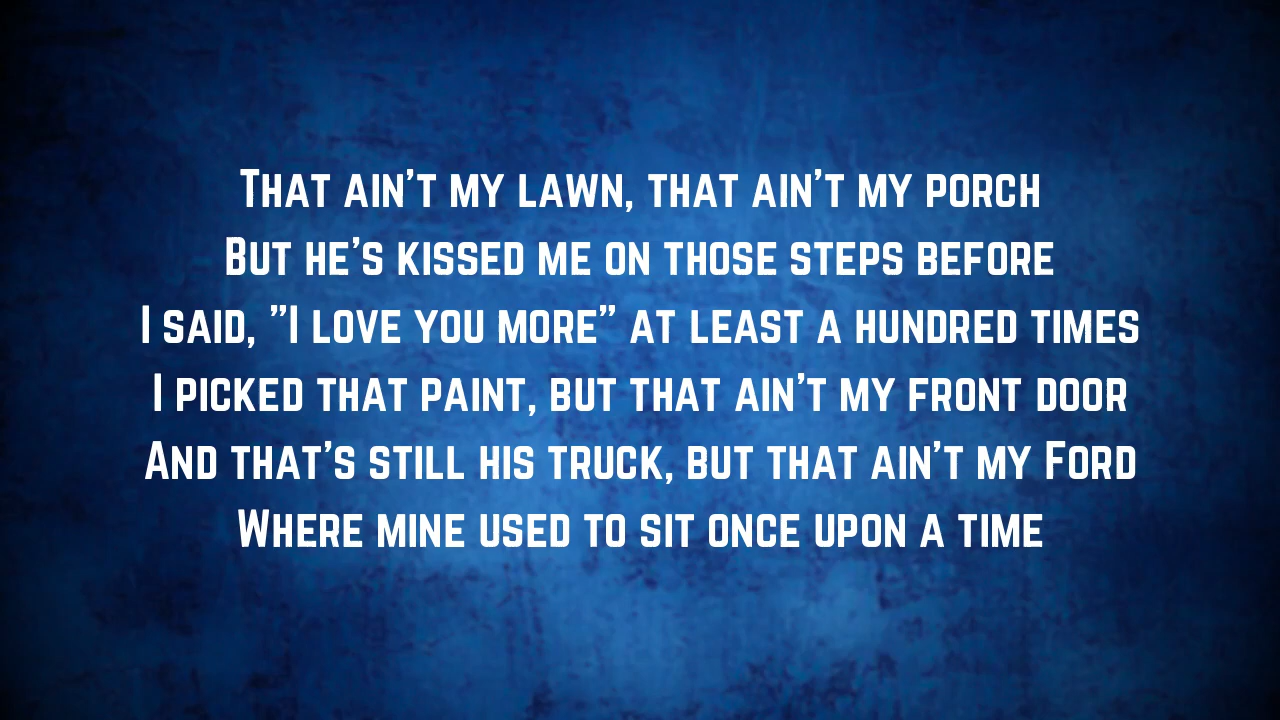 That ain't my lawn, that ain't my porch
But he's kissed me on those steps before
I said, "I love you more" at least a hundred times
I picked that paint, but that ain't my front door
And that's still his truck, but that ain't my Ford
Where mine used to sit once upon a time